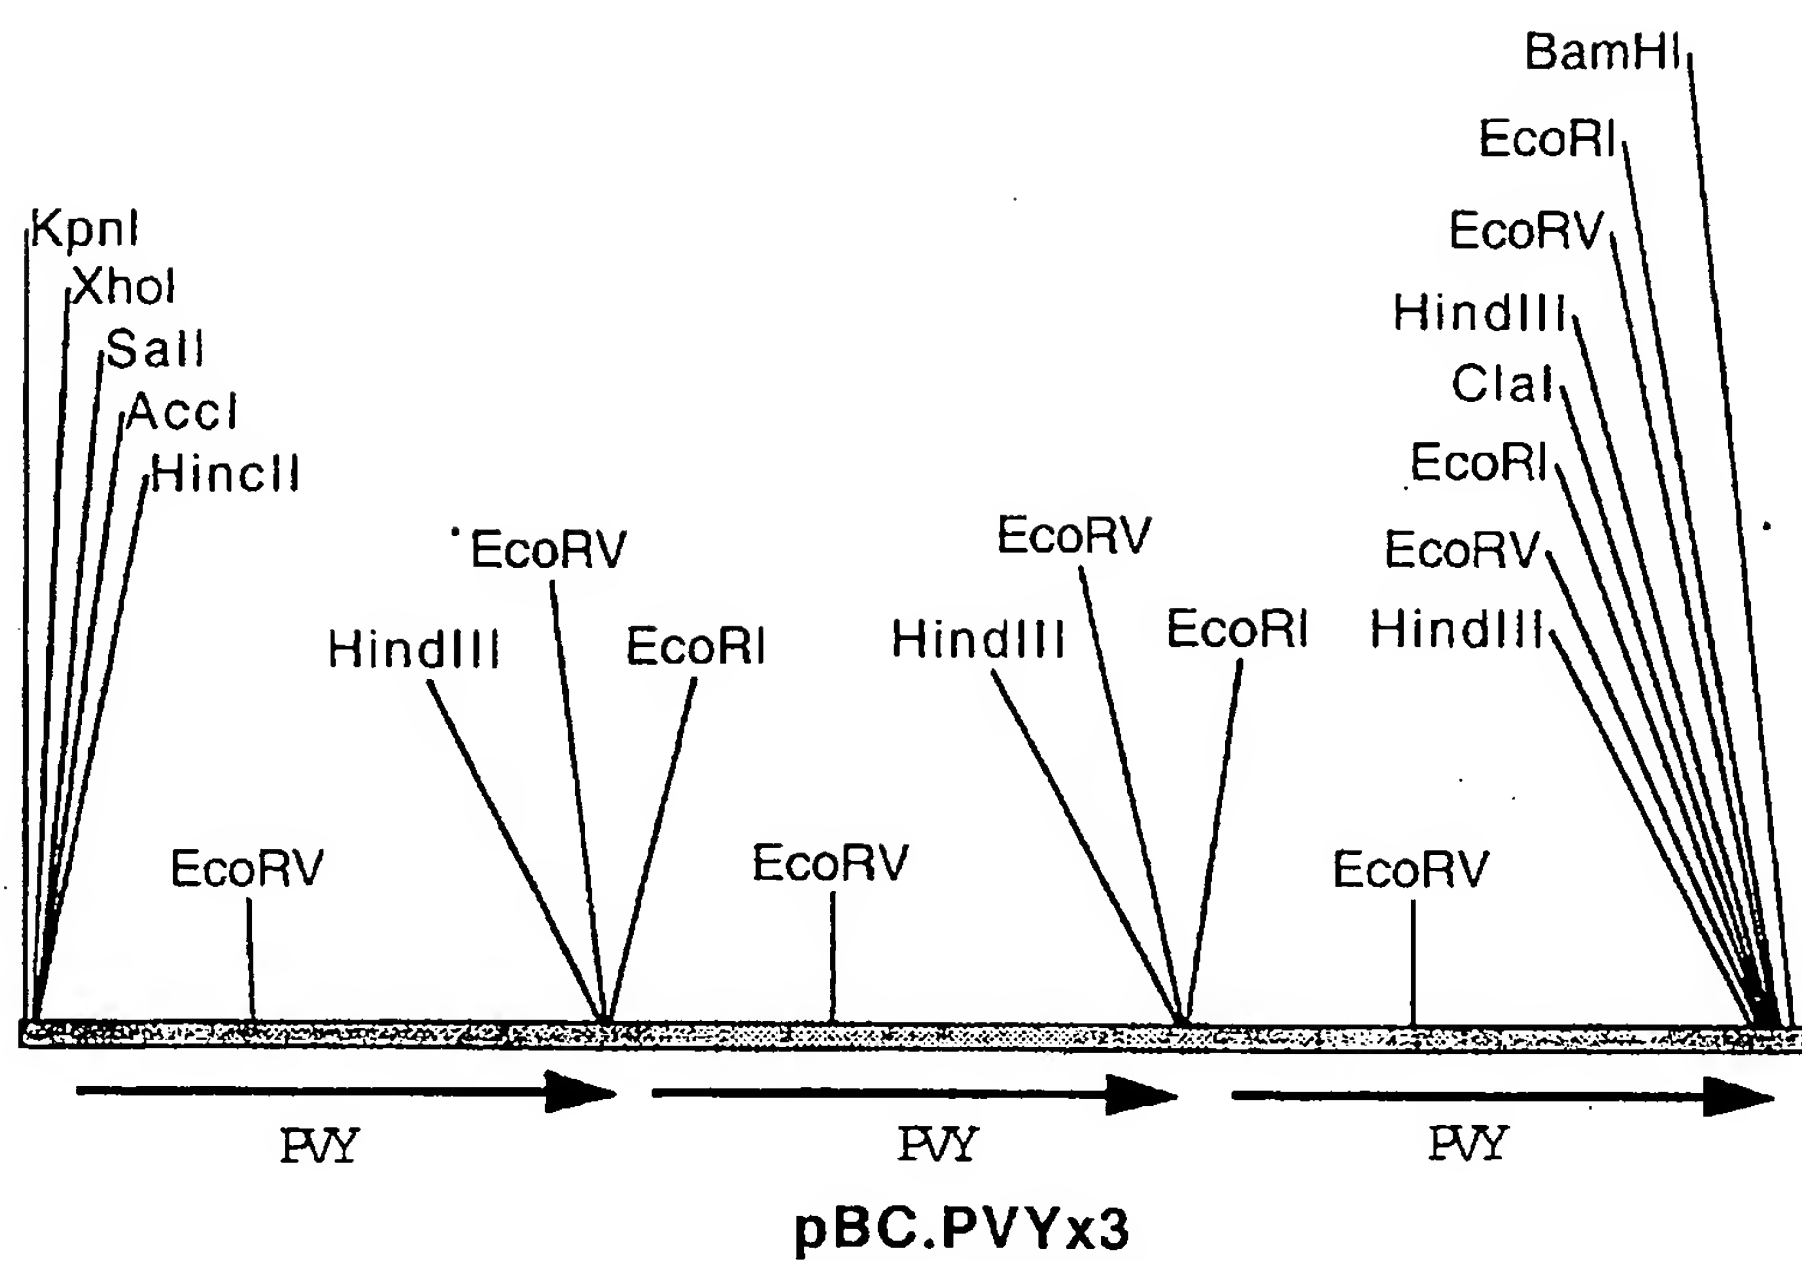 BamHI
EcoRI
KpnI
EcoRV
XhoI
HindIII
SalI
ClaI
AccI
EcoRI
HincII
EcoRV
EcoRV
EcoRV
HindIII
EcoRI
HindIII
EcoRI
HindIII
EcoRV
EcoRV
EcoRV
PVY
PVY
PVY
pBC.PVYx3